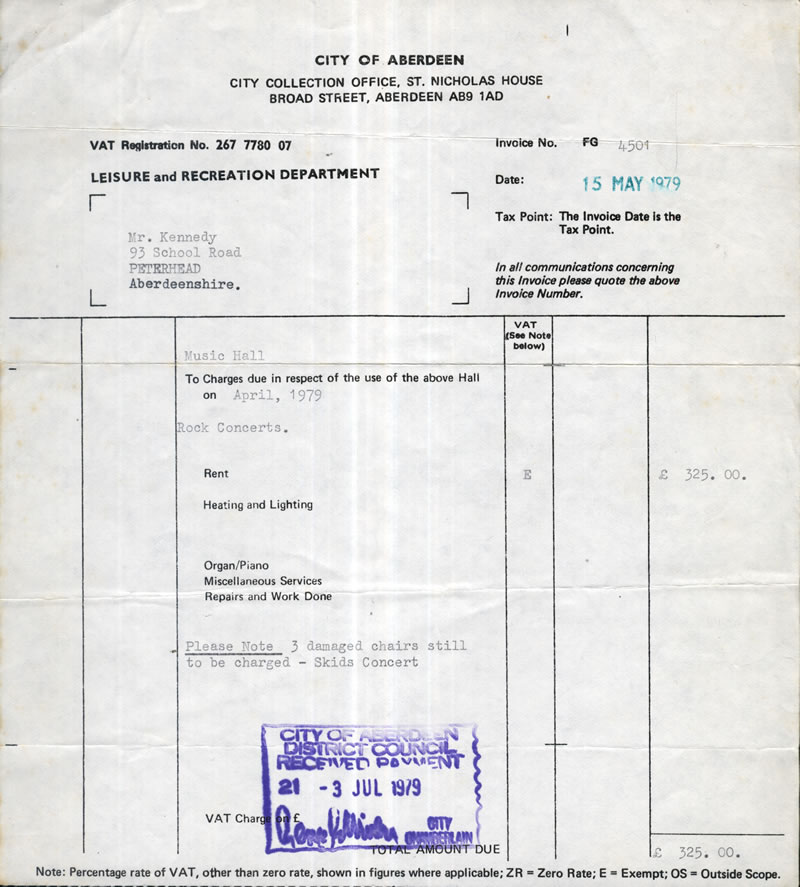 CITY OF ABERDEEN
CITY COLLECTION OFFICE, ST. NICHOLAS HOUSE
BROAD STREET, ABERDEEN AB9 1AD
VAT Registration No. 267 7780 07
Invoice No. FG 4501
LEISURE and RECREATION DEPARTMENT
Date: 15 MAY 1979
Tax Point: The Invoice Date is the
Tax Point.
Mr. Kennedy
93 School Road
PETERHEAD
Aberdeenshire.
In all communications concerning
this Invoice please quote the above
Invoice Number.
VAT
(See Note
below)
Music Hall
To Charges due in respect of the use of the above Hall
on April, 1979
Rock Concerts.
Rent E £ 325. 00.
Heating and Lighting
Organ/Piano
Miscellaneous Services
Repairs and Work Done
Please Note 3 damaged chairs still
to be charged - Skids Concert
CITY OF ABERDEEN
DISTRICT COUNCIL
RECEIVED PAYMENT
21 -3 JUL 1979
VAT Charge on £
CITY
CHAMBERLAIN
TOTAL AMOUNT DUE £ 325. 00.
Note: Percentage rate of VAT, other than zero rate, shown in figures where applicable; ZR = Zero Rate; E = Exempt; OS = Outside Scope.